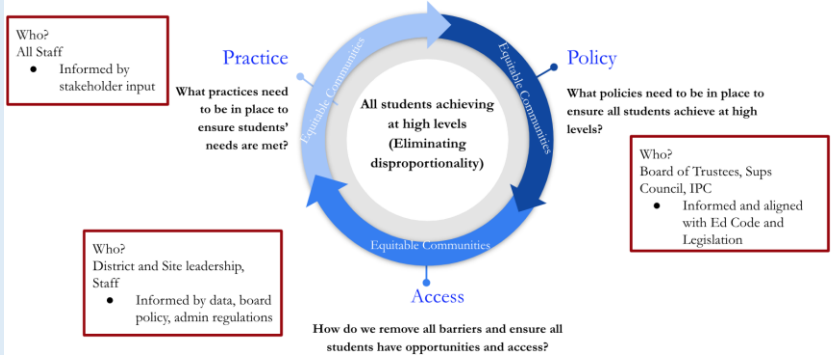 Who?
All Staff
● Informed by
stakeholder input
Practice
What practices need
to be in place to
ensure students'
needs are met?
Equitable Communities
Equitable Communities
Policy
What policies need to be in place to
ensure all students achieve at high
levels?
All students achieving
at high levels
(Eliminating
disproportionality)
Who?
Board of Trustees, Sups
Council, IPC
● Informed and aligned
with Ed Code and
Legislation
Who?
District and Site leadership,
Staff
● Informed by data, board
policy, admin regulations
Equitable Communities
Access
How do we remove all barriers and ensure all
students have opportunities and access?